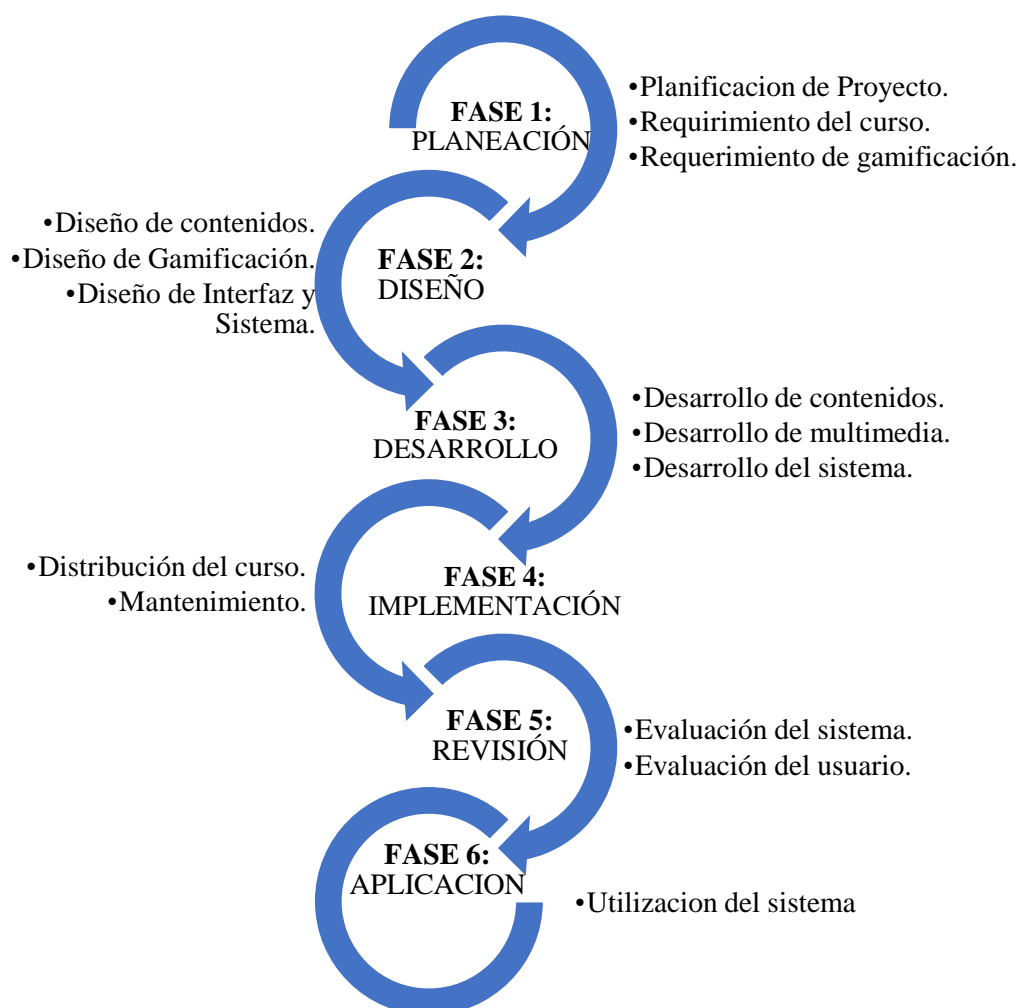 FASE 1:
PLANEACIÓN
•Planificacion de Proyecto.
•Requirimiento del curso.
•Requerimiento de gamificación.
•Diseño de contenidos.
•Diseño de Gamificación.
•Diseño de Interfaz y
Sistema.
FASE 2:
DISEÑO
FASE 3:
DESARROLLO
•Desarrollo de contenidos.
•Desarrollo de multimedia.
•Desarrollo del sistema.
•Distribución del curso.
•Mantenimiento.
FASE 4:
IMPLEMENTACIÓN
FASE 5:
REVISIÓN
•Evaluación del sistema.
•Evaluación del usuario.
FASE 6:
APLICACION
•Utilizacion del sistema